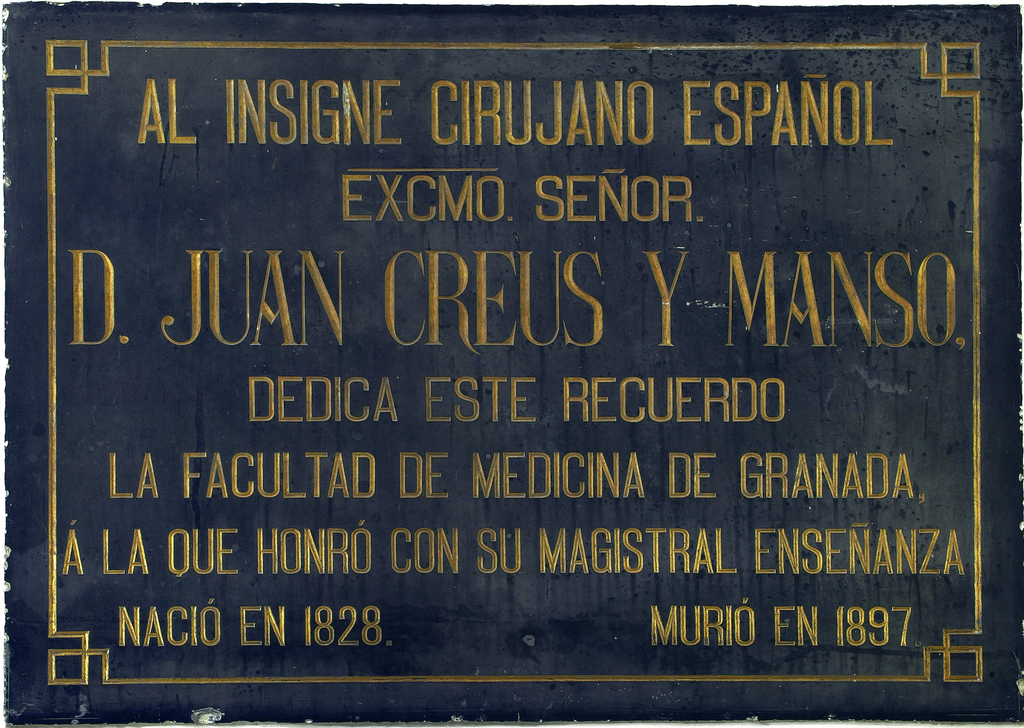 AL INSIGNE CIRUJANO ESPAÑOL
EXCMO. SEÑOR.
D. JUAN CREUS Y MANSO,
DEDICA ESTE RECUERDO
LA FACULTAD DE MEDICINA DE GRANADA,
Á LA QUE HONRÓ CON SU MAGISTRAL ENSEÑANZA
NACIÓ EN 1828. MURIÓ EN 1897.